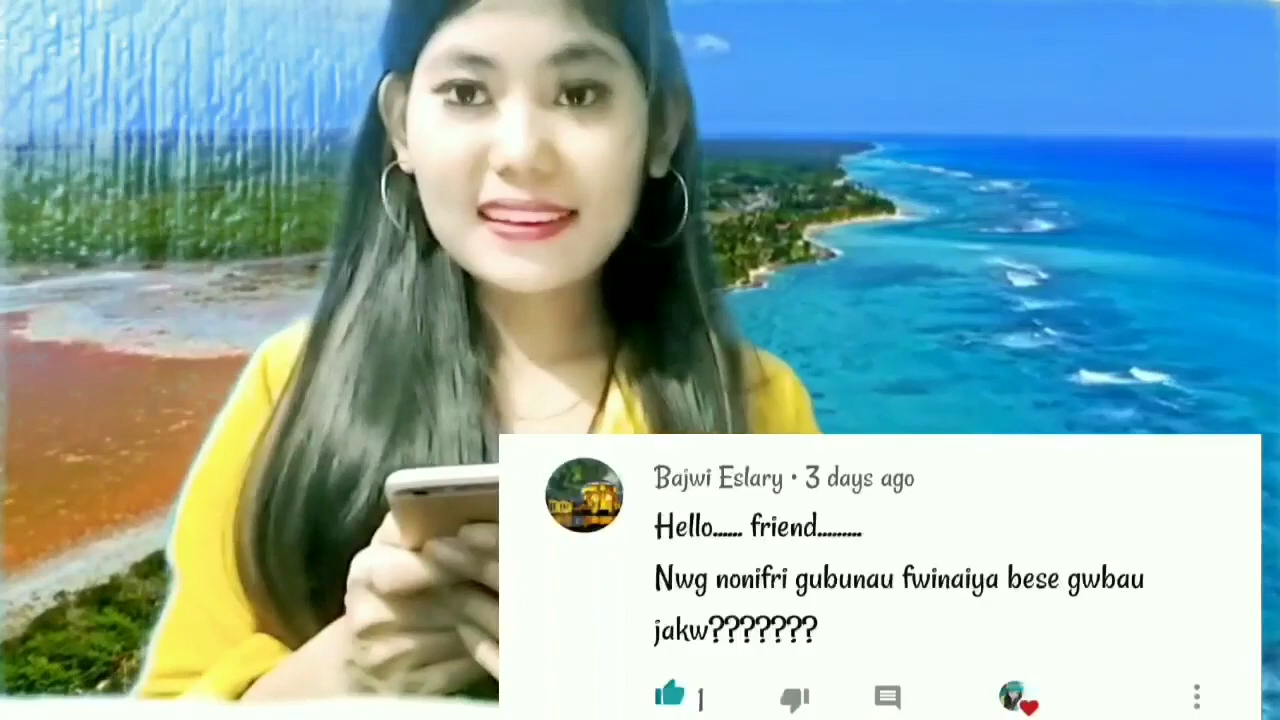 Bajwi Eslary • 3 days ago
Hello...... friend.........
Nwg nonifri gubunau fwinaiya bese gwbau
jakw???????
1